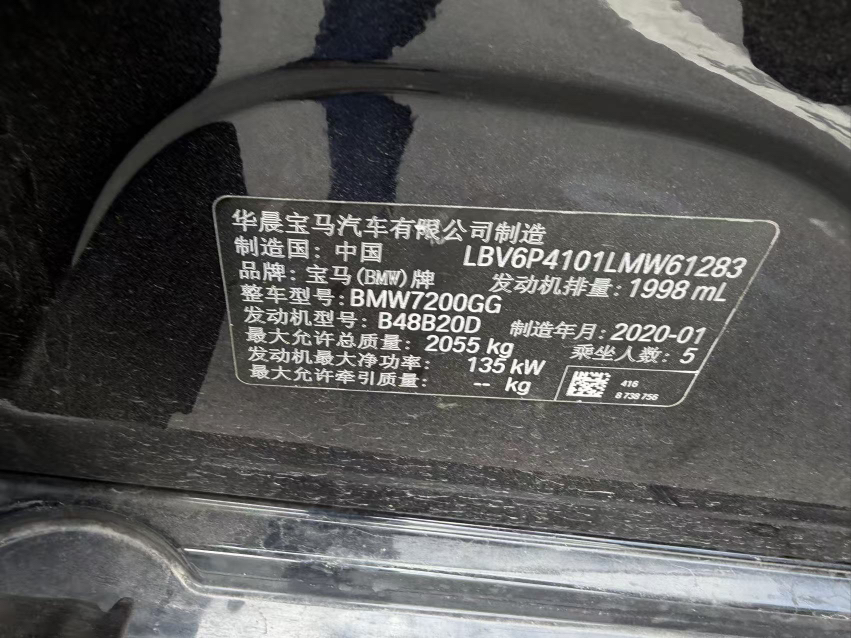 华晨宝马汽车有限公司制造
制造国：中国 LBV6P4101LMW61283
品牌：宝马(BMW)牌 发动机排量：1998 mL
整车型号：BMW7200GG
发动机型号：B48B20D 制造年月：2020-01
最大允许总质量：2055 kg 乘坐人数：5
发动机最大净功率：135 kW
最大允许牵引质量：-- kg
416
8 738 756